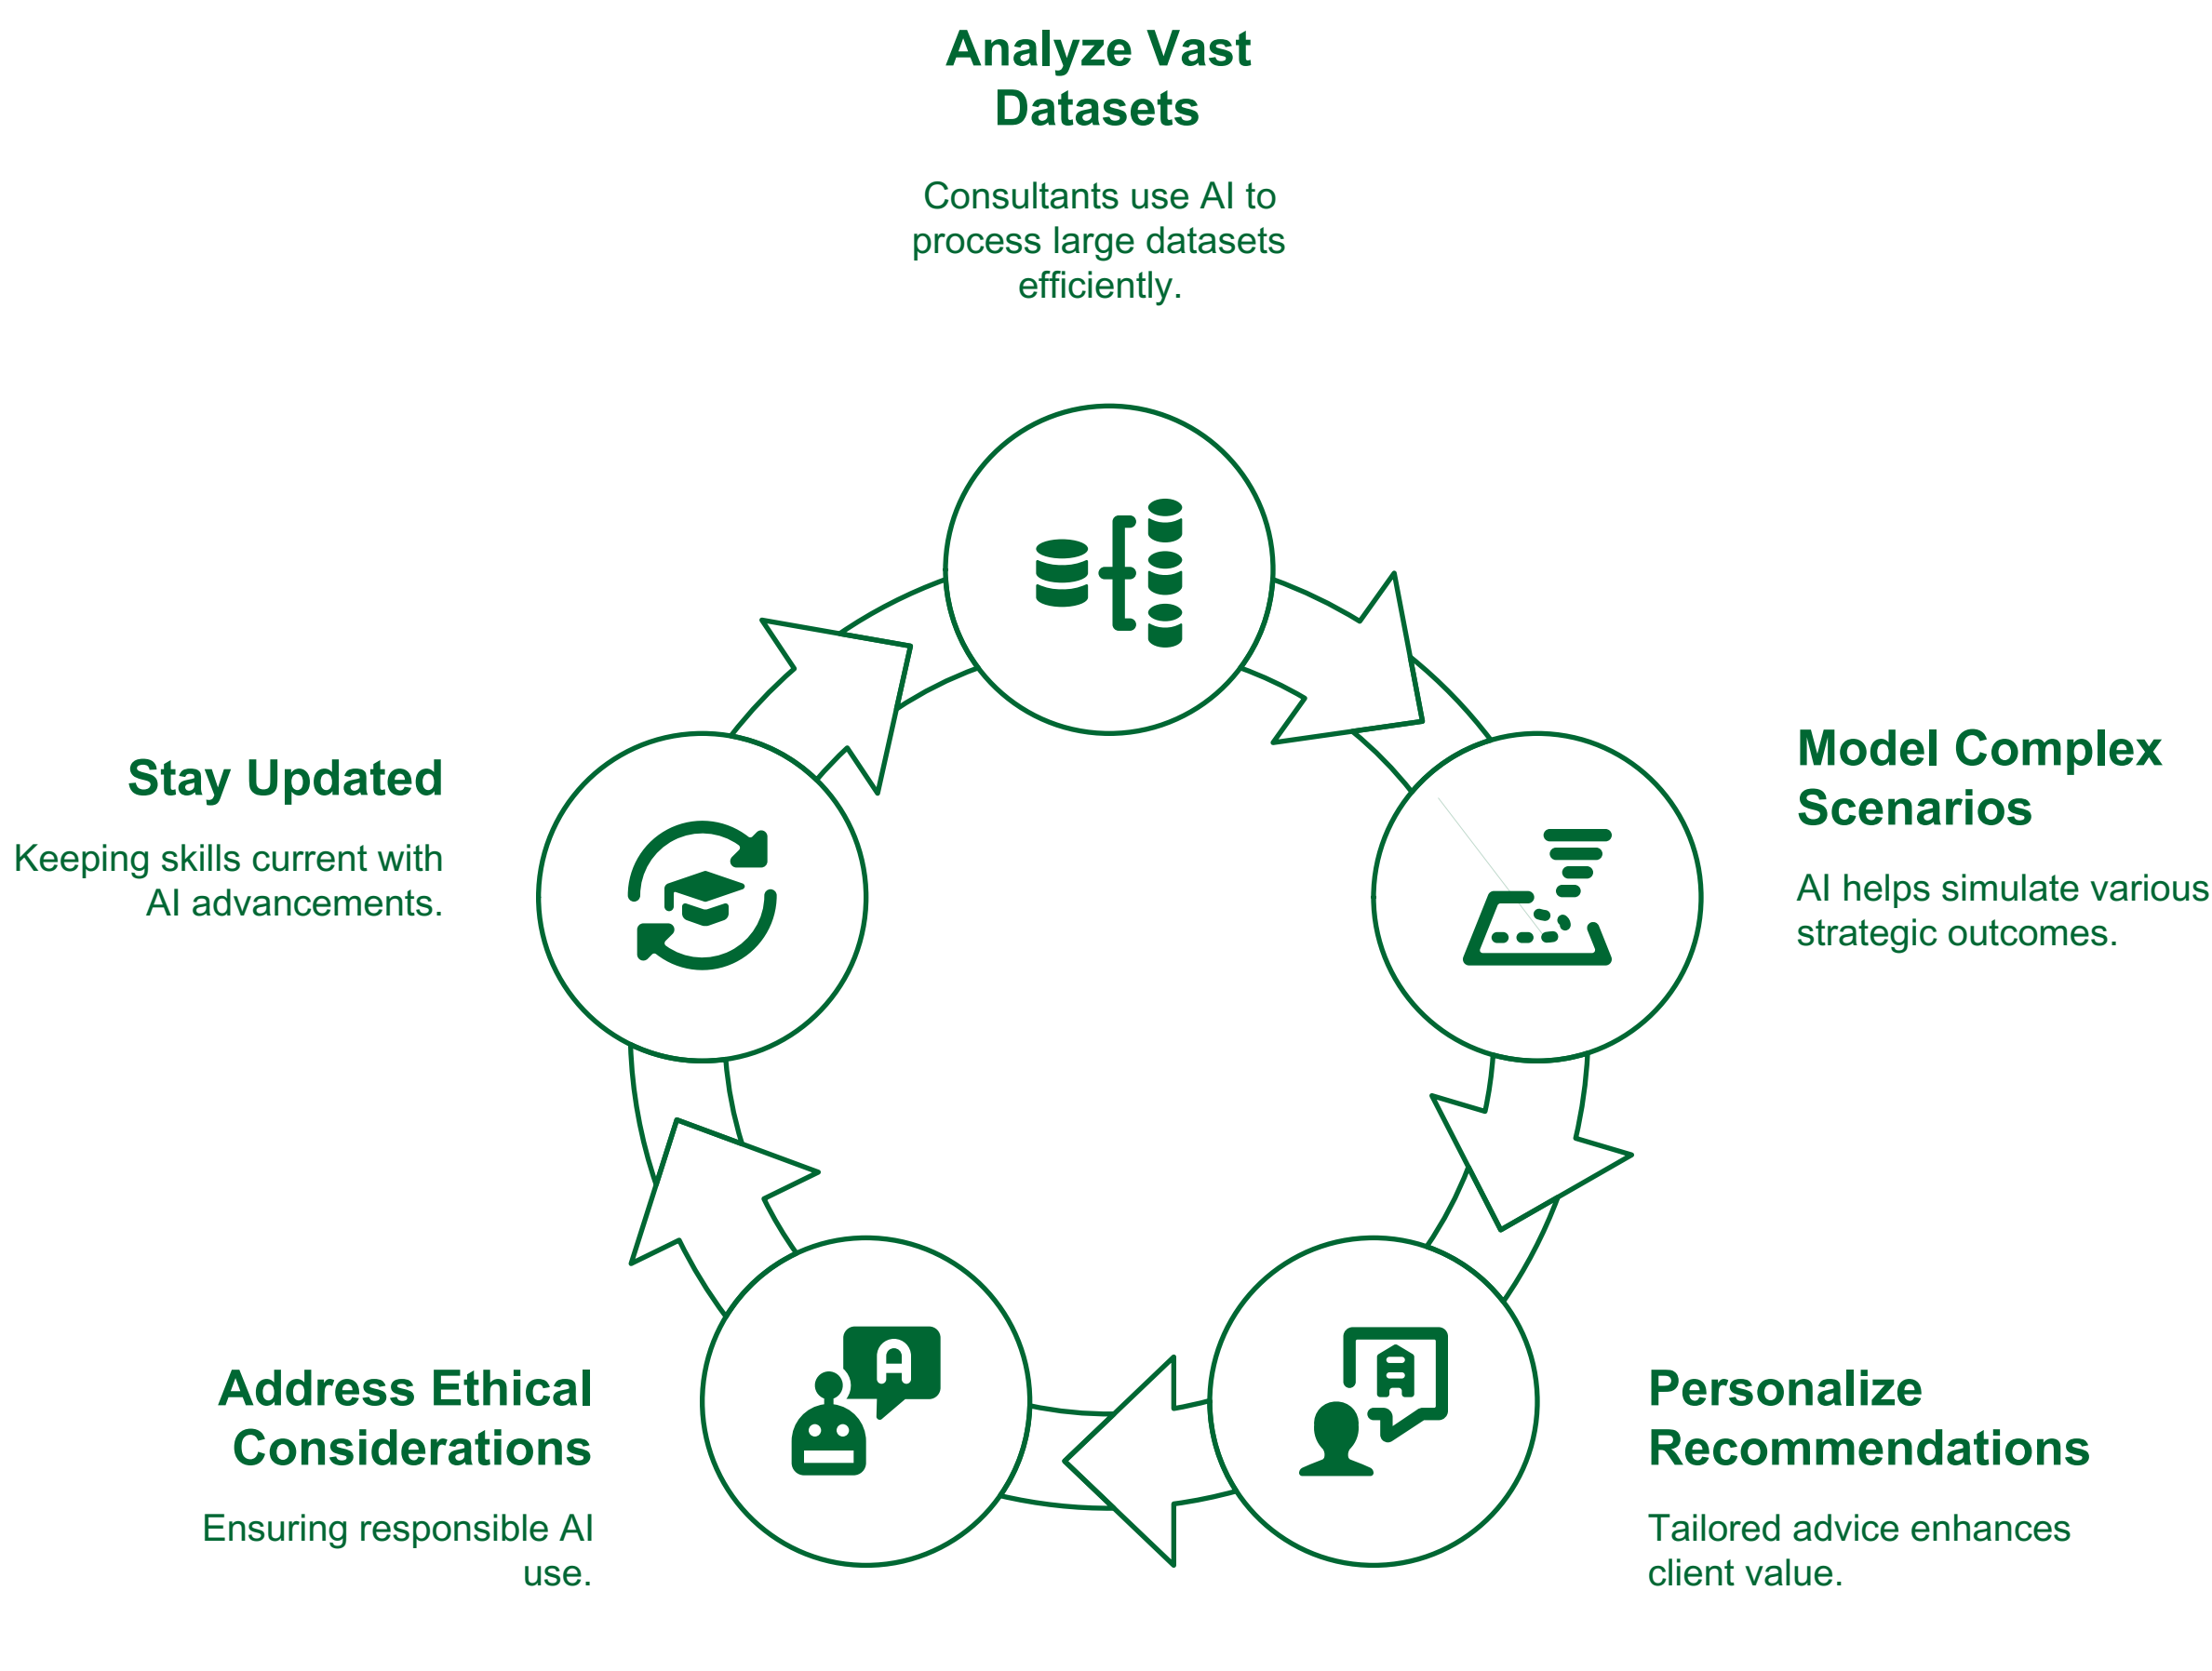 Analyze Vast
Datasets
Consultants use AI to
process large datasets
efficiently.
Model Complex
Scenarios
AI helps simulate various
strategic outcomes.
Personalize
Recommendations
Tailored advice enhances
client value.
Address Ethical
Considerations
Ensuring responsible AI
use.
Stay Updated
Keeping skills current with
AI advancements.